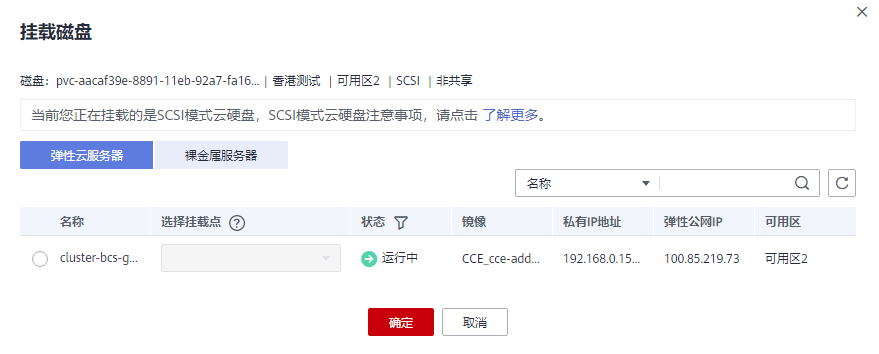 挂载磁盘
磁盘： pvc-aacaf39e-8891-11eb-92a7-fa16... | 香港测试 | 可用区2 | SCSI | 非共享
当前您正在挂载的是SCSI模式云硬盘，SCSI模式云硬盘注意事项，请点击 了解更多。
弹性云服务器 裸金属服务器
名称
名称 选择挂载点 ? 状态 镜像 私有IP地址 弹性公网IP 可用区
cluster-bcs-g... 运行中 CCE_cce-add... 192.168.0.15... 100.85.219.73 可用区2
确定 取消